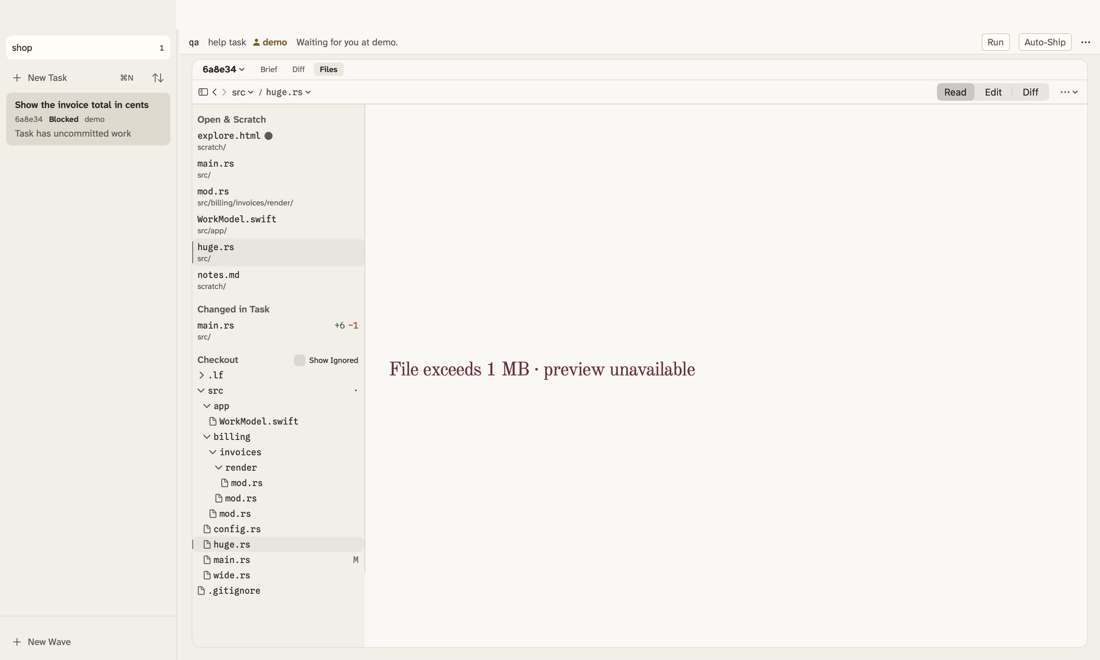 shop 1
New Task ⌘N
Show the invoice total in cents
6a8e34 Blocked demo
Task has uncommitted work
New Wave
qa help task demo Waiting for you at demo.
Run Auto-Ship ···
6a8e34 Brief Diff Files
src / huge.rs
Read Edit Diff ···
Open & Scratch
explore.html
scratch/
main.rs
src/
mod.rs
src/billing/invoices/render/
WorkModel.swift
src/app/
huge.rs
src/
notes.md
scratch/
Changed in Task
main.rs +6 −1
src/
Checkout Show Ignored
.lf
src ·
app
WorkModel.swift
billing
invoices
render
mod.rs
mod.rs
mod.rs
config.rs
huge.rs
main.rs M
wide.rs
.gitignore
File exceeds 1 MB · preview unavailable